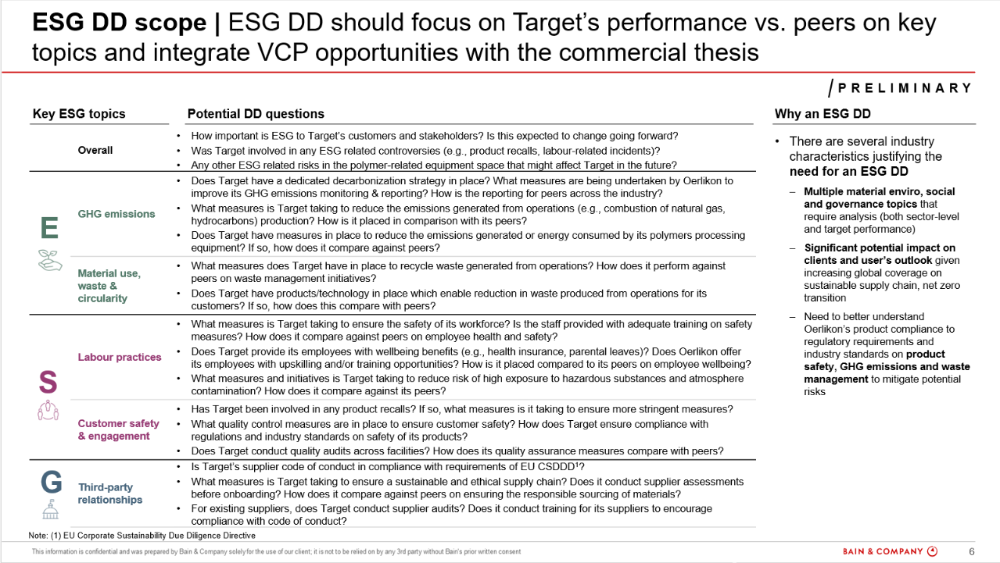 ESG DD scope | ESG DD should focus on Target's performance vs. peers on key
topics and integrate VCP opportunities with the commercial thesis
PRELIMINARY
Key ESG topics
Potential DD questions
Why an ESG DD
Overall
• How important is ESG to Target's customers and stakeholders? Is this expected to change going forward?
• Was Target involved in any ESG related controversies (e.g., product recalls, labour-related incidents)?
• Any other ESG related risks in the polymer-related equipment space that might affect Target in the future?
E
GHG emissions
• Does Target have a dedicated decarbonization strategy in place? What measures are being undertaken by Oerlikon to
improve its GHG emissions monitoring & reporting? How is the reporting for peers across the industry?
• What measures is Target taking to reduce the emissions generated from operations (e.g., combustion of natural gas,
hydrocarbons) production? How is it placed in comparison with its peers?
• Does Target have measures in place to reduce the emissions generated or energy consumed by its polymers processing
equipment? If so, how does it compare against peers?
Material use,
waste &
circularity
• What measures does Target have in place to recycle waste generated from operations? How does it perform against
peers on waste management initiatives?
• Does Target have products/technology in place which enable reduction in waste produced from operations for its
customers? If so, how does this compare with peers?
S
Labour practices
• What measures is Target taking to ensure the safety of its workforce? Is the staff provided with adequate training on safety
measures? How does it compare against peers on employee health and safety?
• Does Target provide its employees with wellbeing benefits (e.g., health insurance, parental leaves)? Does Oerlikon offer
its employees with upskilling and/or training opportunities? How is it placed compared to its peers on employee wellbeing?
• What measures and initiatives is Target taking to reduce risk of high exposure to hazardous substances and atmosphere
contamination? How does it compare against its peers?
Customer safety
& engagement
• Has Target been involved in any product recalls? If so, what measures is it taking to ensure more stringent measures?
• What quality control measures are in place to ensure customer safety? How does Target ensure compliance with
regulations and industry standards on safety of its products?
• Does Target conduct quality audits across facilities? How does its quality assurance measures compare with peers?
G
Third-party
relationships
• Is Target's supplier code of conduct in compliance with requirements of EU CSDDD¹?
• What measures is Target taking to ensure a sustainable and ethical supply chain? Does it conduct supplier assessments
before onboarding? How does it compare against peers on ensuring the responsible sourcing of materials?
• For existing suppliers, does Target conduct supplier audits? Does it conduct training for its suppliers to encourage
compliance with code of conduct?
• There are several industry
characteristics justifying the
need for an ESG DD
– Multiple material enviro, social
and governance topics that
require analysis (both sector-level
and target performance)
– Significant potential impact on
clients and user's outlook given
increasing global coverage on
sustainable supply chain, net zero
transition
– Need to better understand
Oerlikon's product compliance to
regulatory requirements and
industry standards on product
safety, GHG emissions and waste
management to mitigate potential
risks
Note: (1) EU Corporate Sustainability Due Diligence Directive
This information is confidential and was prepared by Bain & Company solely for the use of our client; it is not to be relied on by any 3rd party without Bain's prior written consent
BAIN & COMPANY
6